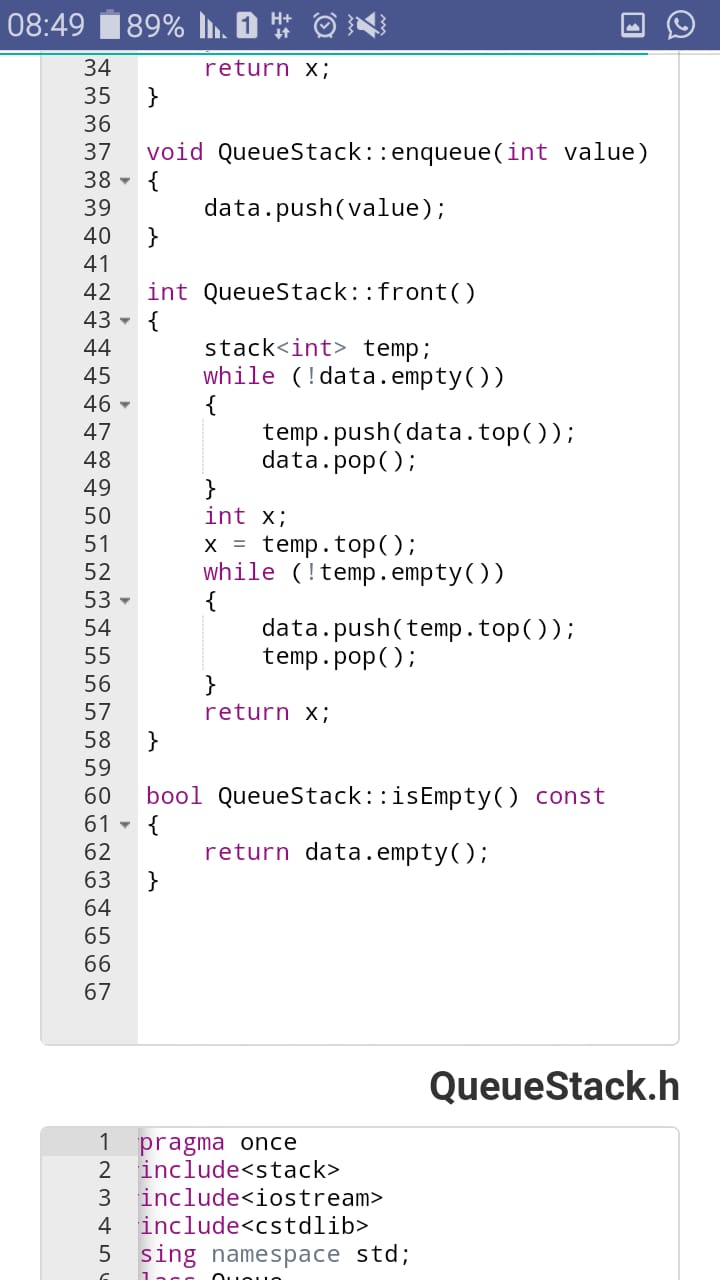 08:49 89% 1 H+
34 return x;
35 }
36
37 void QueueStack::enqueue(int value)
38 {
39 data.push(value);
40 }
41
42 int QueueStack::front()
43 {
44 stack<int> temp;
45 while (!data.empty())
46 {
47 temp.push(data.top());
48 data.pop();
49 }
50 int x;
51 x = temp.top();
52 while (!temp.empty())
53 {
54 data.push(temp.top());
55 temp.pop();
56 }
57 return x;
58 }
59
60 bool QueueStack::isEmpty() const
61 {
62 return data.empty();
63 }
64
65
66
67
QueueStack.h
1 pragma once
2 include<stack>
3 include<iostream>
4 include<cstdlib>
5 sing namespace std;